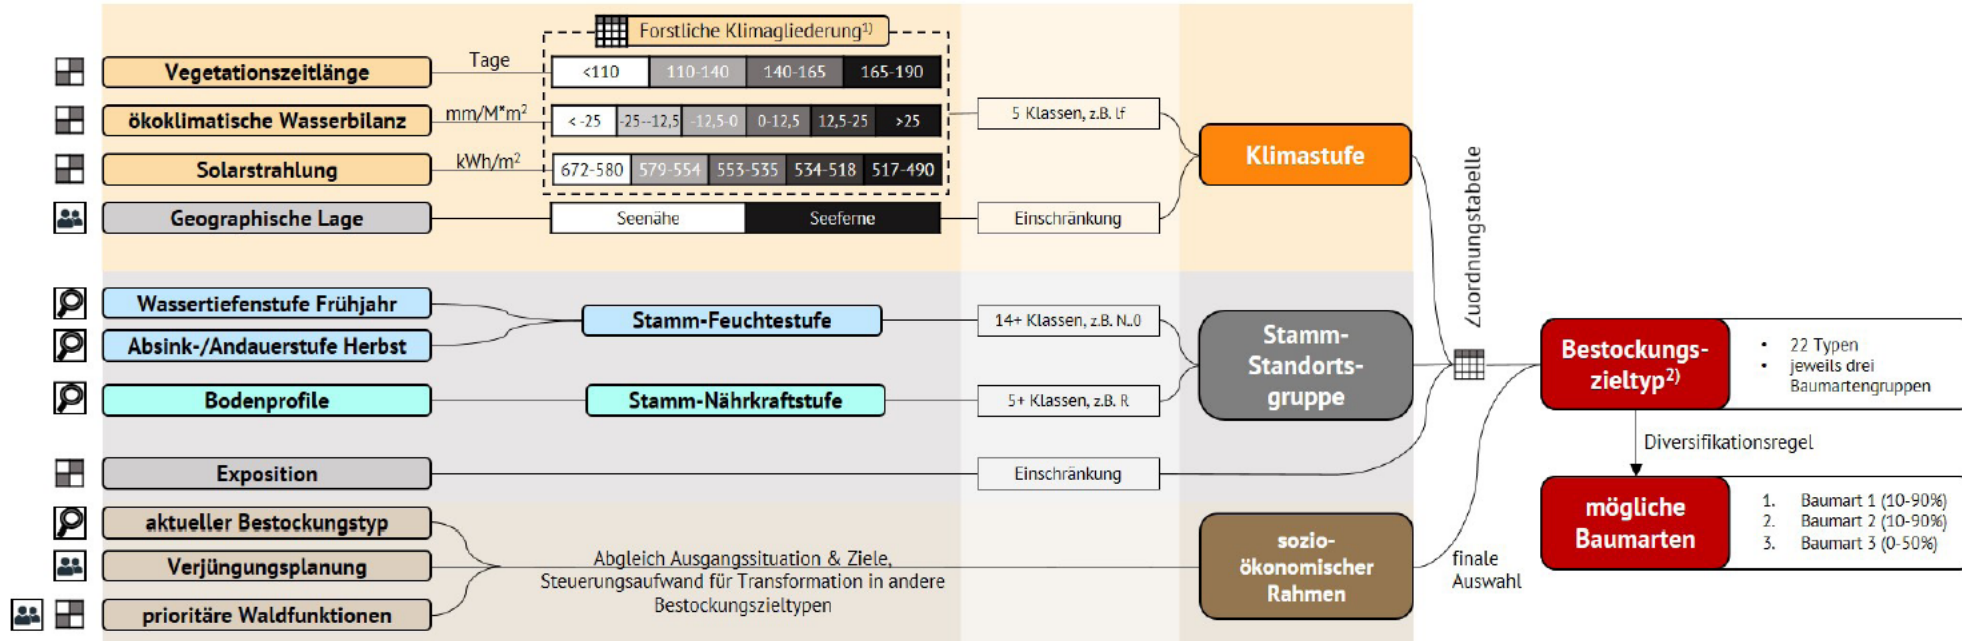 Forstliche Klimagliederung1)
Vegetationszeitlänge
Tage
<110
110-140
140-165
165-190
ökoklimatische Wasserbilanz
mm/M*m2
< -25
-25--12,5
-12,5-0
0-12,5
12,5-25
>25
5 Klassen, z.B. lf
Solarstrahlung
kWh/m2
672-580
579-554
553-535
534-518
517-490
Klimastufe
Geographische Lage
Seenähe
Seeferne
Einschränkung
Zuordnungstabelle
Wassertiefenstufe Frühjahr
Absink-/Andauerstufe Herbst
Stamm-Feuchtestufe
14+ Klassen, z.B. N..0
Stamm-
Standorts-
gruppe
Bodenprofile
Stamm-Nährkraftstufe
5+ Klassen, z.B. R
Bestockungs-
zieltyp2)
• 22 Typen
• jeweils drei
Baumartengruppen
Diversifikationsregel
Exposition
Einschränkung
mögliche
Baumarten
1. Baumart 1 (10-90%)
2. Baumart 2 (10-90%)
3. Baumart 3 (0-50%)
aktueller Bestockungstyp
Verjüngungsplanung
prioritäre Waldfunktionen
Abgleich Ausgangssituation & Ziele,
Steuerungsaufwand für Transformation in andere
Bestockungszieltypen
sozio-
ökonomischer
Rahmen
finale
Auswahl